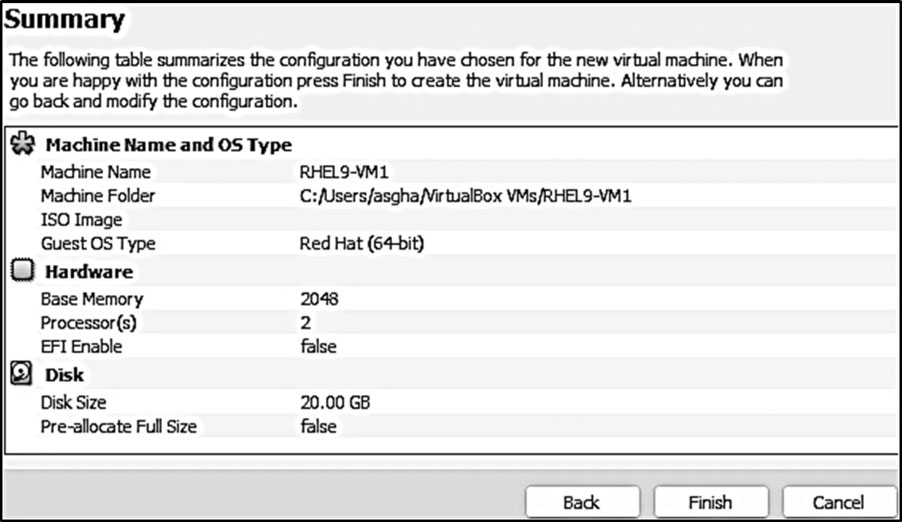 Summary
The following table summarizes the configuration you have chosen for the new virtual machine. When
you are happy with the configuration press Finish to create the virtual machine. Alternatively you can
go back and modify the configuration.
Machine Name and OS Type
Machine Name RHEL9-VM1
Machine Folder C:/Users/asgha/VirtualBox VMs/RHEL9-VM1
ISO Image
Guest OS Type Red Hat (64-bit)
Hardware
Base Memory 2048
Processor(s) 2
EFI Enable false
Disk
Disk Size 20.00 GB
Pre-allocate Full Size false
Back Finish Cancel